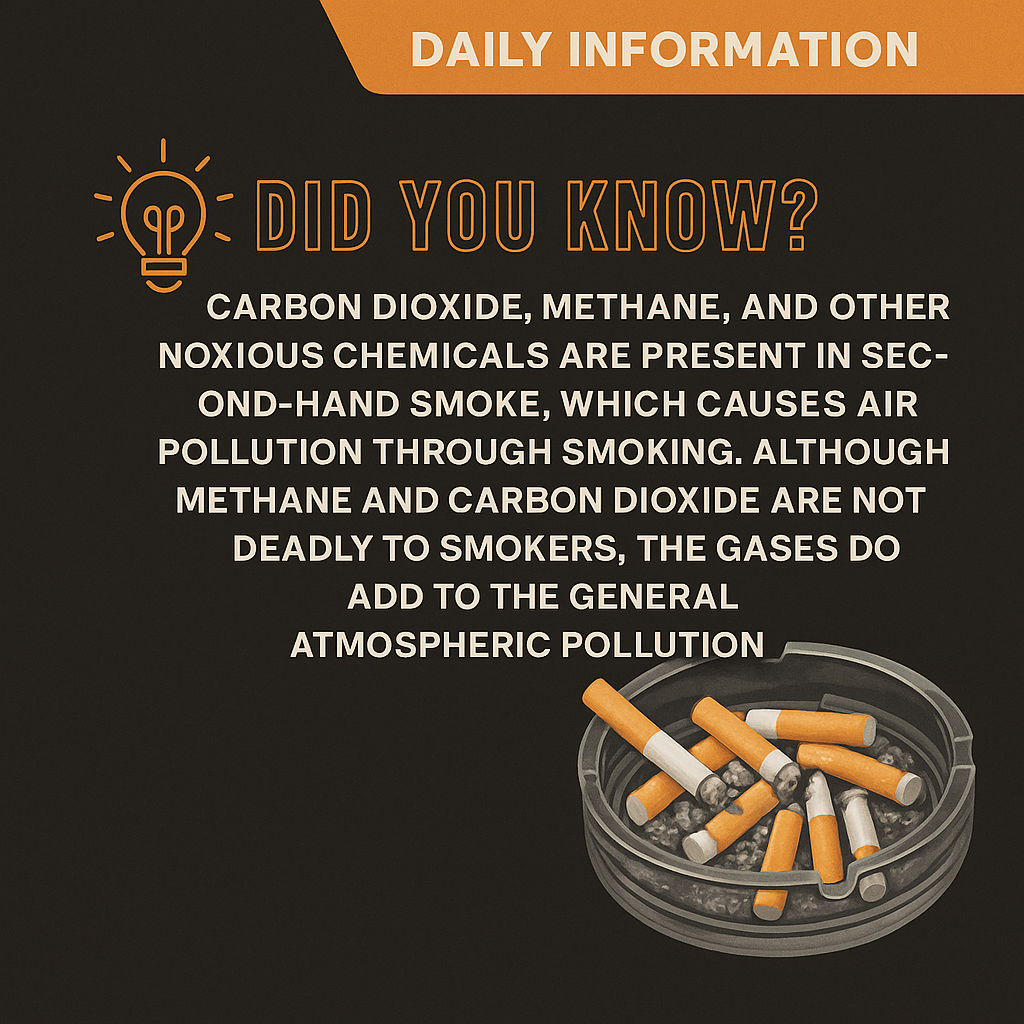 DAILY INFORMATION
DID YOU KNOW?
CARBON DIOXIDE, METHANE, AND OTHER
NOXIOUS CHEMICALS ARE PRESENT IN SEC-
OND-HAND SMOKE, WHICH CAUSES AIR
POLLUTION THROUGH SMOKING. ALTHOUGH
METHANE AND CARBON DIOXIDE ARE NOT
DEADLY TO SMOKERS, THE GASES DO
ADD TO THE GENERAL
ATMOSPHERIC POLLUTION